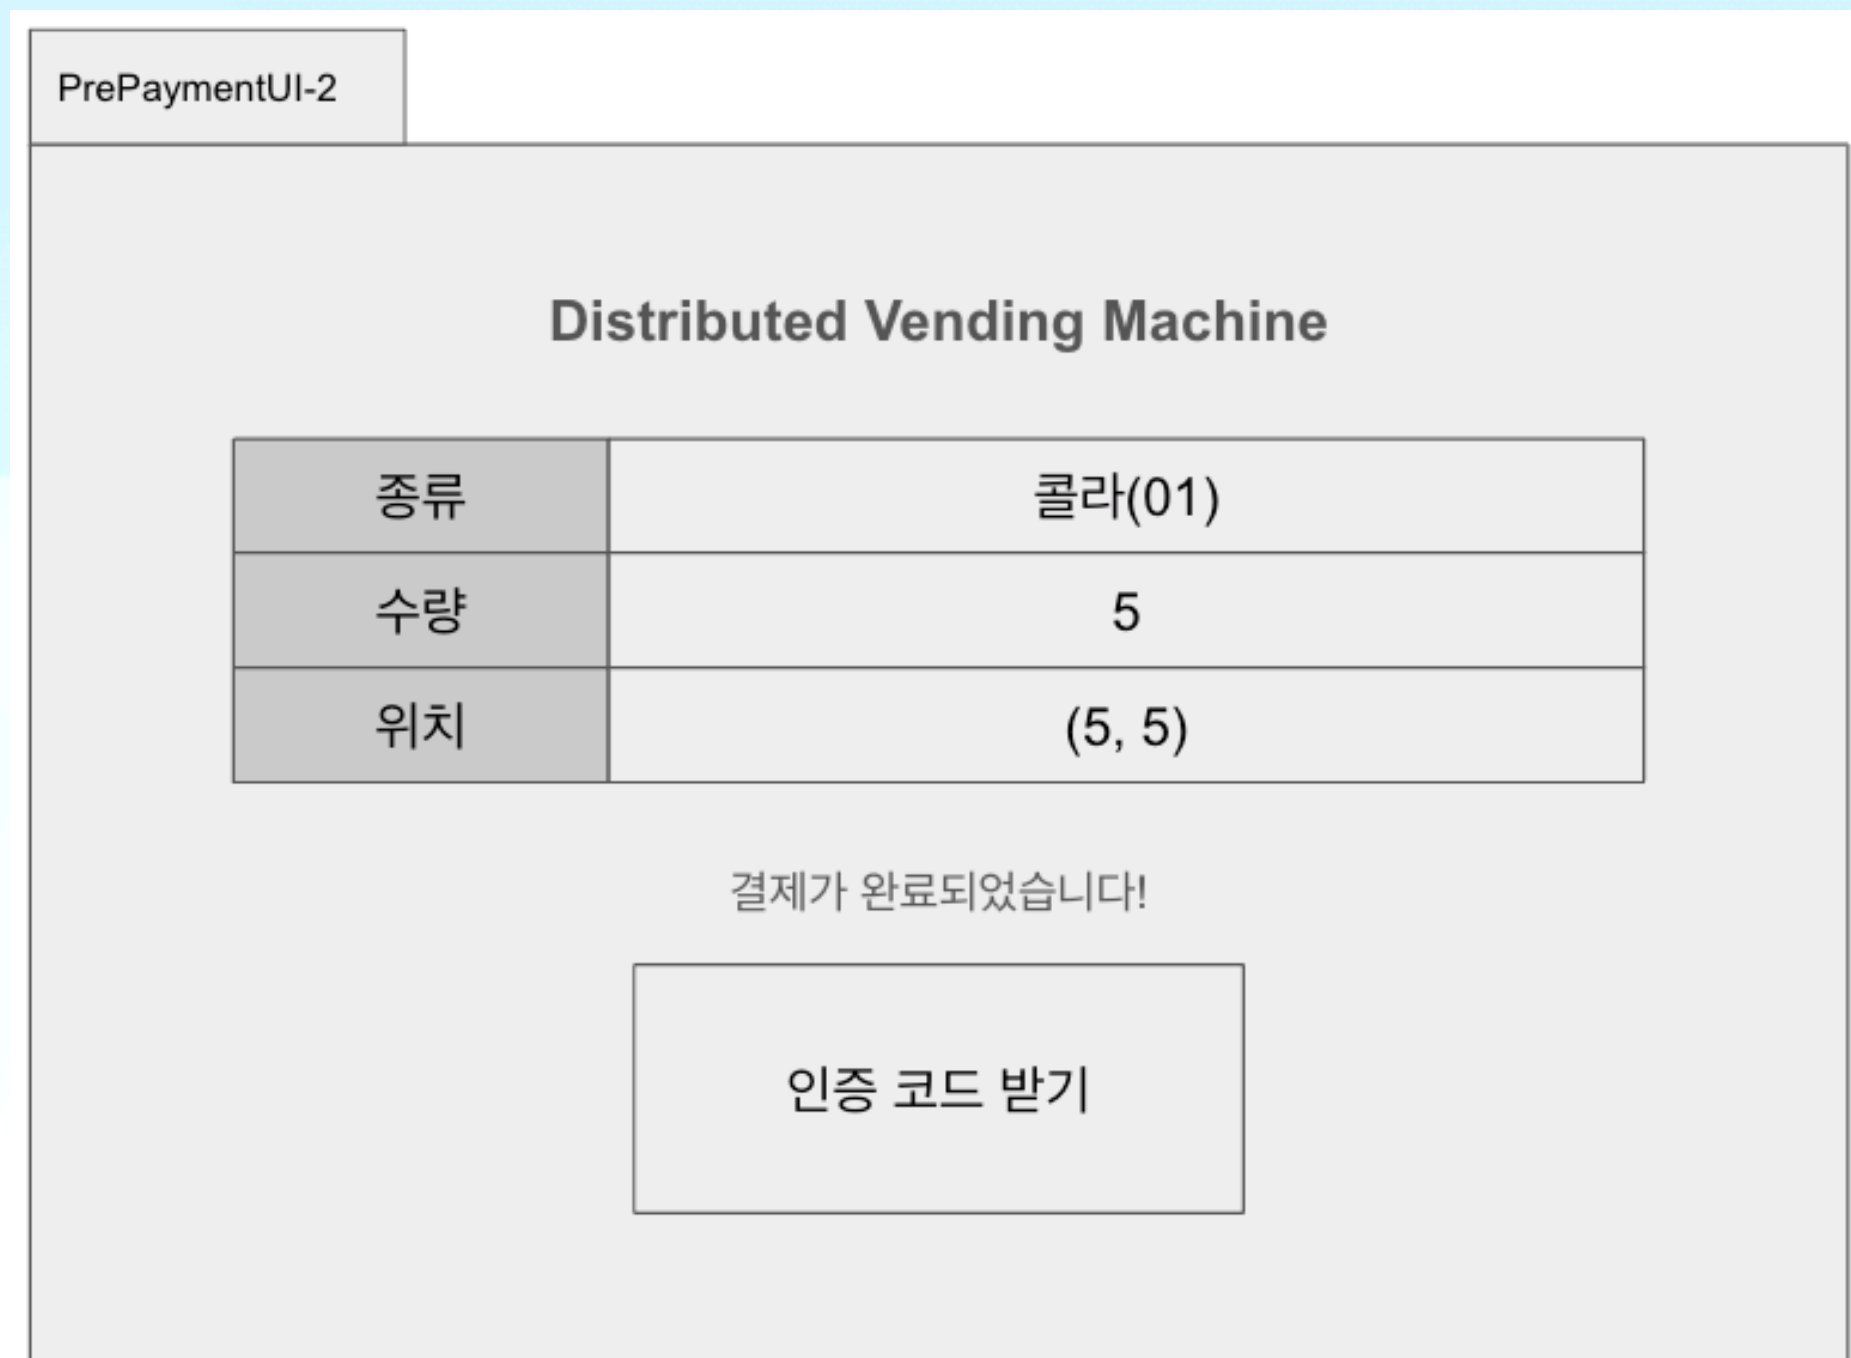 PrePaymentUI-2
Distributed Vending Machine
종류 콜라(01)
수량 5
위치 (5, 5)
결제가 완료되었습니다!
인증 코드 받기